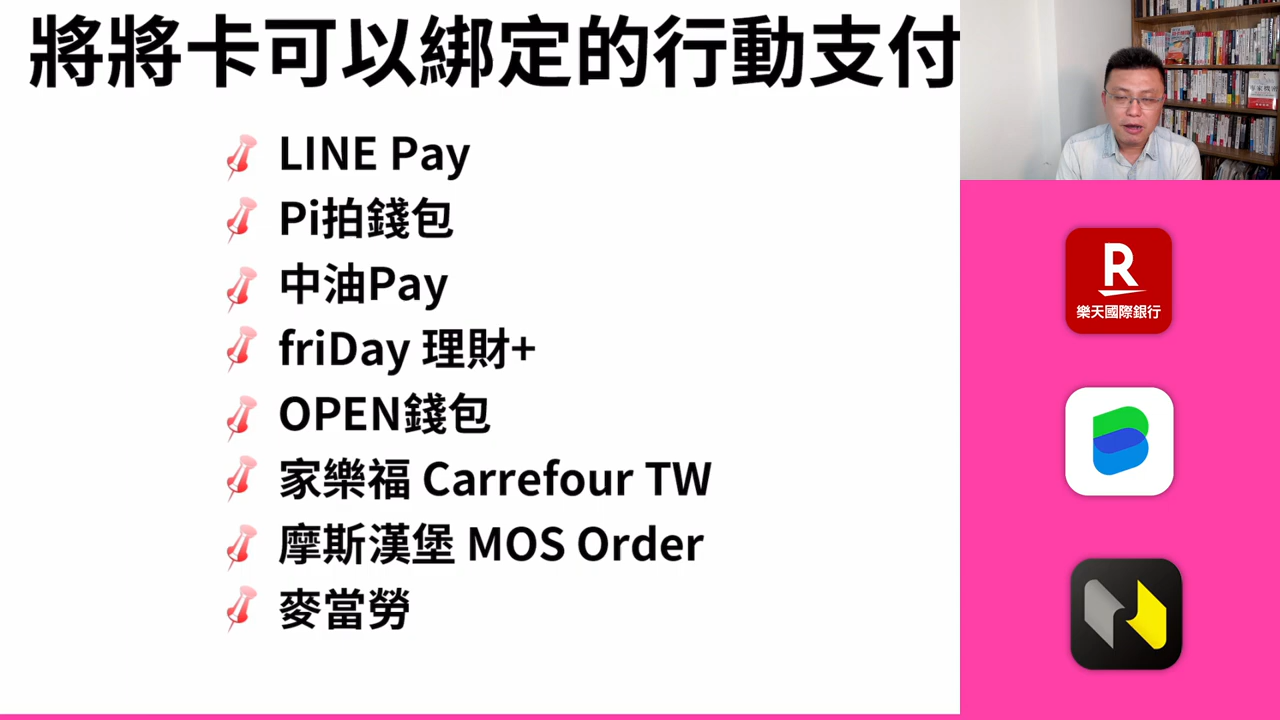 將將卡可以綁定的行動支付
LINE Pay
Pi拍錢包
中油Pay
friDay 理財+
OPEN錢包
家樂福 Carrefour TW
摩斯漢堡 MOS Order
麥當勞
R
樂天國際銀行